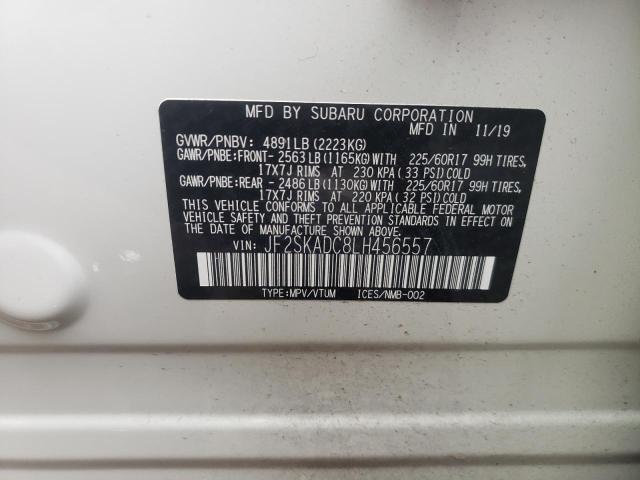 MFD BY SUBARU CORPORATION
MFD. IN 11/19
GVWR/PNBV: 4891LB (2223KG)
GAWR/PNBE:FRONT- 2563LB (1165KG)WITH 225/60R17 99H TIRES,
17X7J RIMS AT 230 KPA (33 PSI)COLD
GAWR/PNBE:REAR - 2486LB (1130KG)WITH 225/60R17 99H TIRES,
17X7J RIMS AT 220 KPA (32 PSI)COLD
THIS VEHICLE CONFORMS TO ALL APPLICABLE FEDERAL MOTOR
VEHICLE SAFETY AND THEFT PREVENTION STANDARDS IN EFFECT ON
THE DATE OF MANUFACTURE SHOWN ABOVE.
VIN: JF2SKADC8LH456557
TYPE:MPV/VTUM ICES/NMB-002